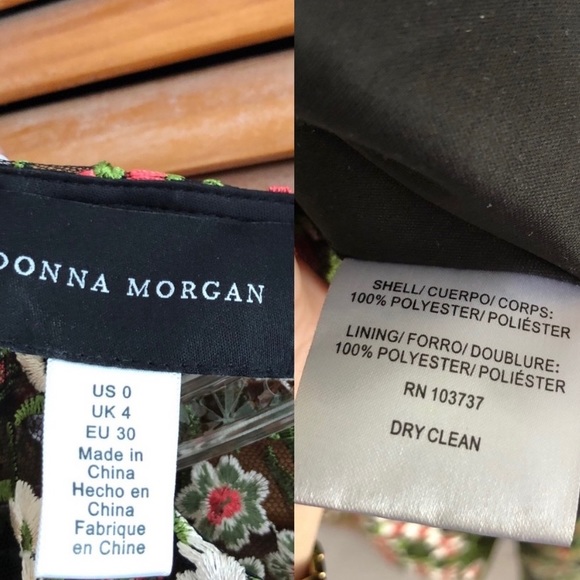 DONNA MORGAN
US 0
UK 4
EU 30
Made in
China
Hecho en
China
Fabrique
en Chine
SHELL/ CUERPO/ CORPS:
100% POLYESTER/ POLIÉSTER
LINING/ FORRO/ DOUBLURE:
100% POLYESTER/ POLIÉSTER
RN 103737
DRY CLEAN